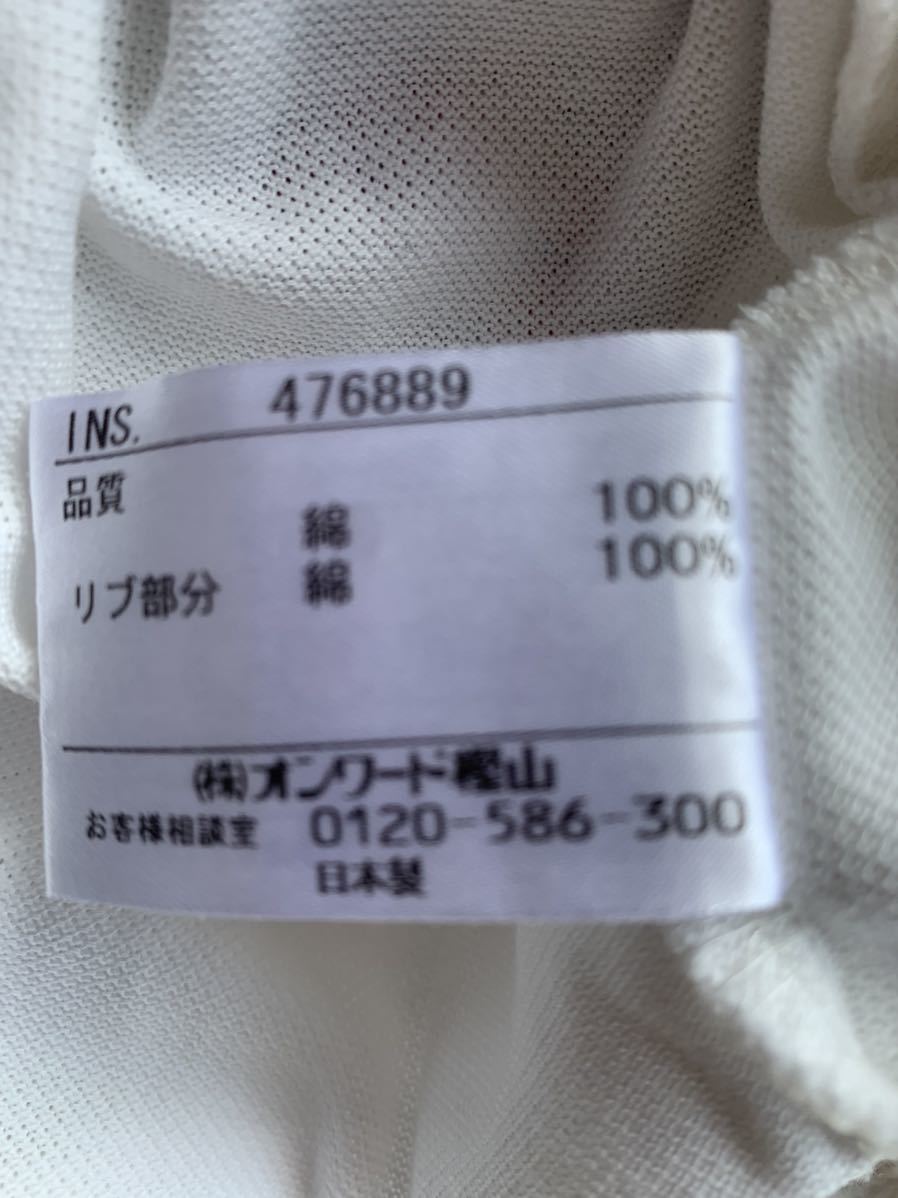 INS. 476889
品質
綿 100%
リブ部分 綿 100%
㈱オンワード樫山
お客様相談室 0120-586-300
日本製